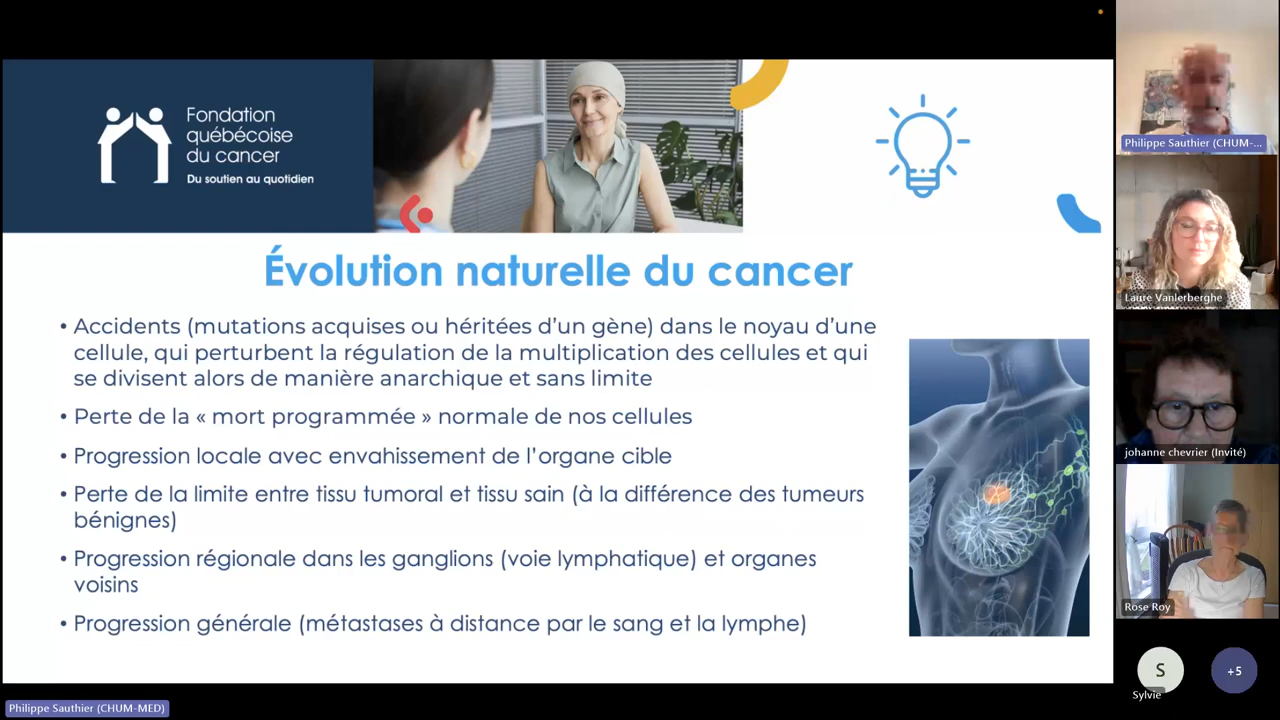 Fondation
québécoise
du cancer
Du soutien au quotidien
Évolution naturelle du cancer
• Accidents (mutations acquises ou héritées d’un gène) dans le noyau d’une
cellule, qui perturbent la régulation de la multiplication des cellules et qui
se divisent alors de manière anarchique et sans limite
• Perte de la « mort programmée » normale de nos cellules
• Progression locale avec envahissement de l’organe cible
• Perte de la limite entre tissu tumoral et tissu sain (à la différence des tumeurs
bénignes)
• Progression régionale dans les ganglions (voie lymphatique) et organes
voisins
• Progression générale (métastases à distance par le sang et la lymphe)
Philippe Sauthier (CHUM-MED)
Philippe Sauthier (CHUM-...
Laure Vanlerberghe
johanne chevrier (Invité)
Rose Roy
S
Sylvie
+5